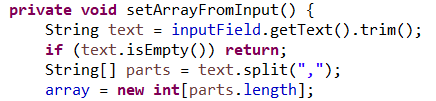 private void setArrayFromInput() {
String text = inputField.getText().trim();
if (text.isEmpty()) return;
String[] parts = text.split(",");
array = new int[parts.length];